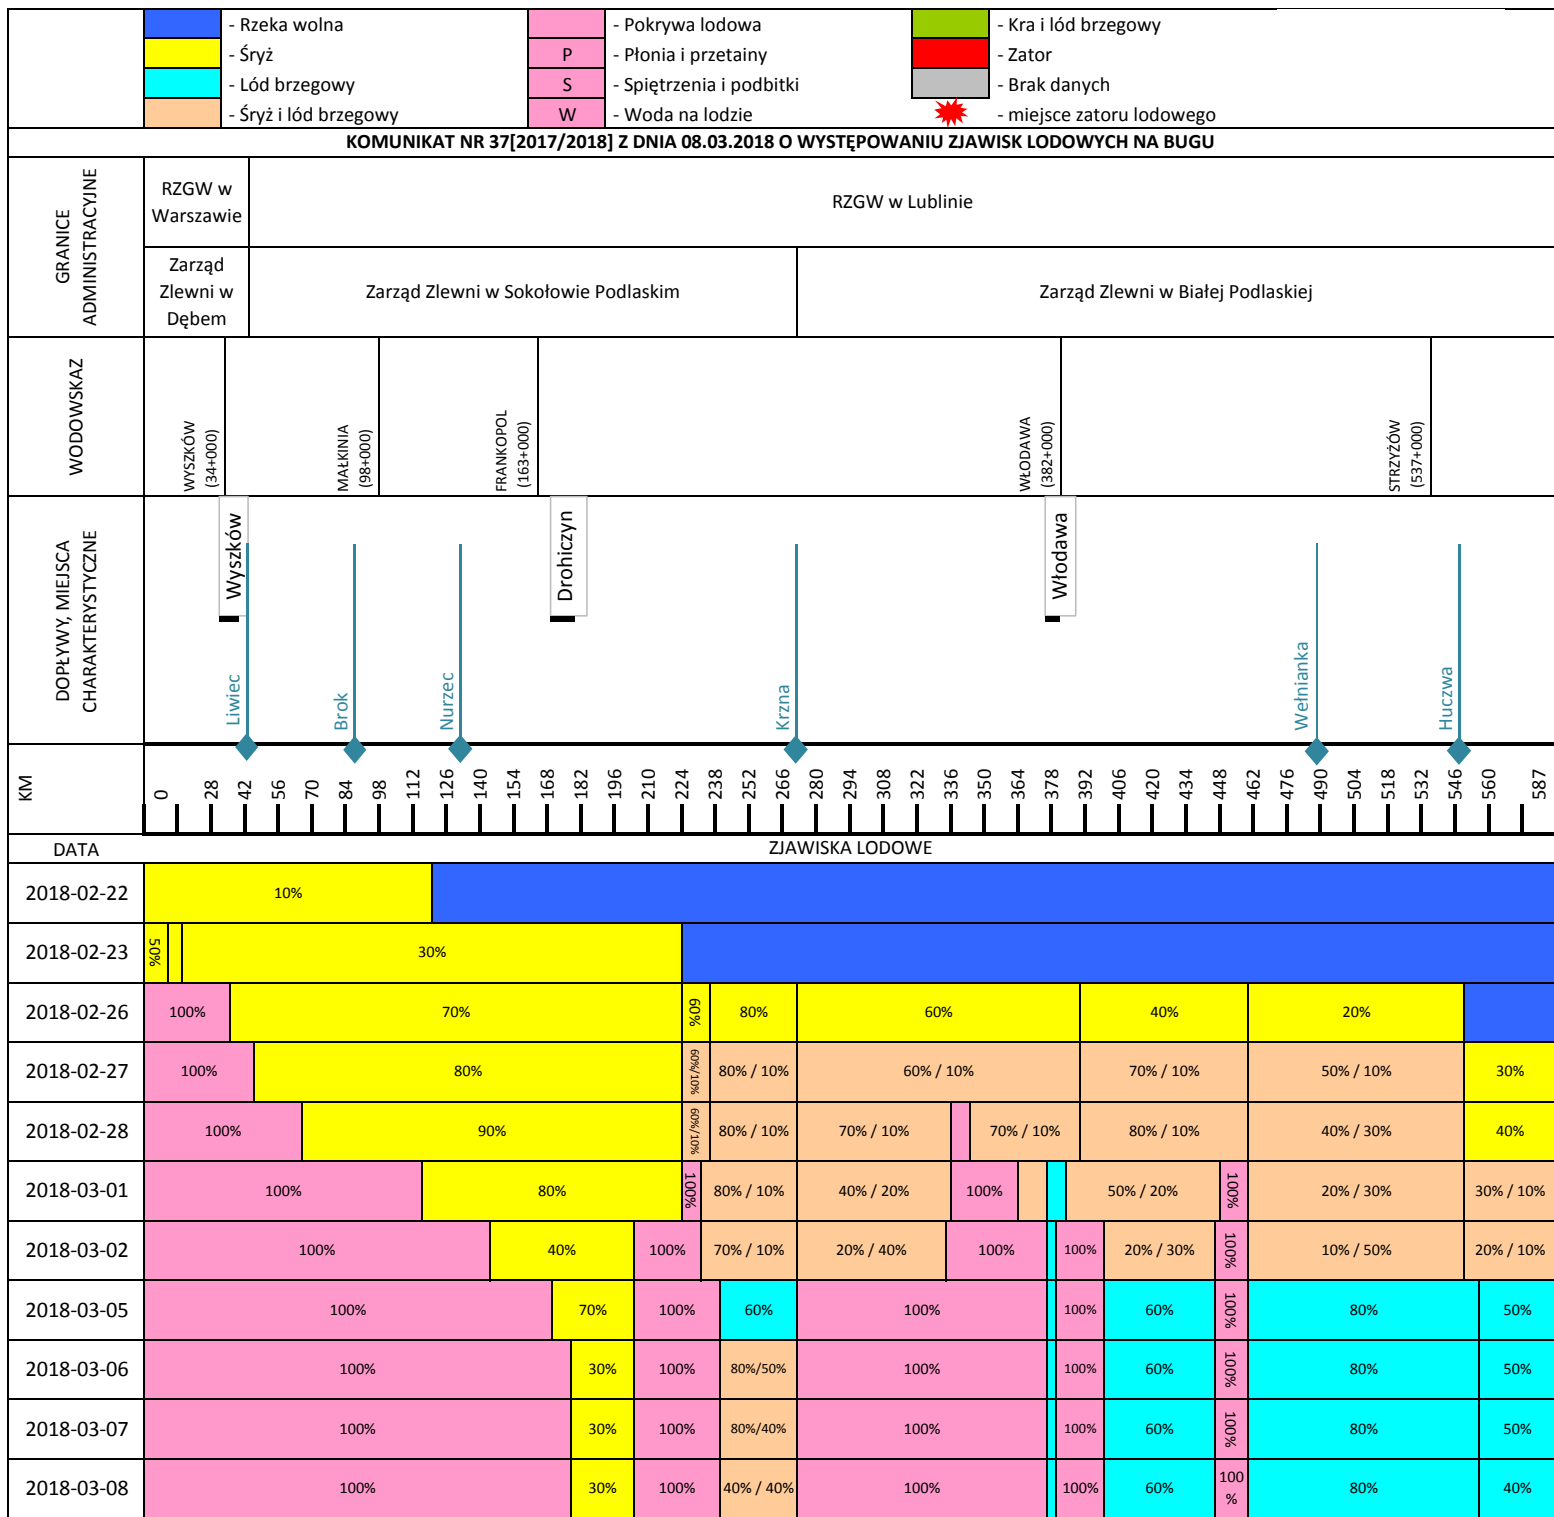 - Rzeka wolna
- Pokrywa lodowa
- Kra i lód brzegowy
- Śryż
P
- Płonia i przetainy
- Zator
- Lód brzegowy
S
- Spiętrzenia i podbitki
- Brak danych
- Śryż i lód brzegowy
W
- Woda na lodzie
- miejsce zatoru lodowego
KOMUNIKAT NR 37[2017/2018] Z DNIA 08.03.2018 O WYSTĘPOWANIU ZJAWISK LODOWYCH NA BUGU
GRANICE
ADMINISTRACYJNE
RZGW w
Warszawie
RZGW w Lublinie
Zarząd
Zlewni w
Dębem
Zarząd Zlewni w Sokołowie Podlaskim
Zarząd Zlewni w Białej Podlaskiej
WODOWSKAZ
WYSZKÓW
(34+000)
MAŁKINIA
(98+000)
FRANKOPOL
(163+000)
WŁODAWA
(382+000)
STRZYŻÓW
(537+000)
DOPŁYWY, MIEJSCA
CHARAKTERYSTYCZNE
Wyszków
Drohiczyn
Włodawa
Liwiec
Brok
Nurzec
Krzna
Wełnianka
Huczwa
KM
0
28
42
56
70
84
98
112
126
140
154
168
182
196
210
224
238
252
266
280
294
308
322
336
350
364
378
392
406
420
434
448
462
476
490
504
518
532
546
560
587
DATA
ZJAWISKA LODOWE
2018-02-22
10%
2018-02-23
50%
30%
2018-02-26
100%
70%
60%
80%
60%
40%
20%
2018-02-27
100%
80%
60%/10%
80% / 10%
60% / 10%
70% / 10%
50% / 10%
30%
2018-02-28
100%
90%
60%/10%
80% / 10%
70% / 10%
70% / 10%
80% / 10%
40% / 30%
40%
2018-03-01
100%
80%
100%
80% / 10%
40% / 20%
100%
50% / 20%
100%
20% / 30%
30% / 10%
2018-03-02
100%
40%
100%
70% / 10%
20% / 40%
100%
100%
20% / 30%
100%
10% / 50%
20% / 10%
2018-03-05
100%
70%
100%
60%
100%
100%
60%
100%
80%
50%
2018-03-06
100%
30%
100%
80%/50%
100%
100%
60%
100%
80%
50%
2018-03-07
100%
30%
100%
80%/40%
100%
100%
60%
100%
80%
50%
2018-03-08
100%
30%
100%
40% / 40%
100%
100%
60%
100
%
80%
40%